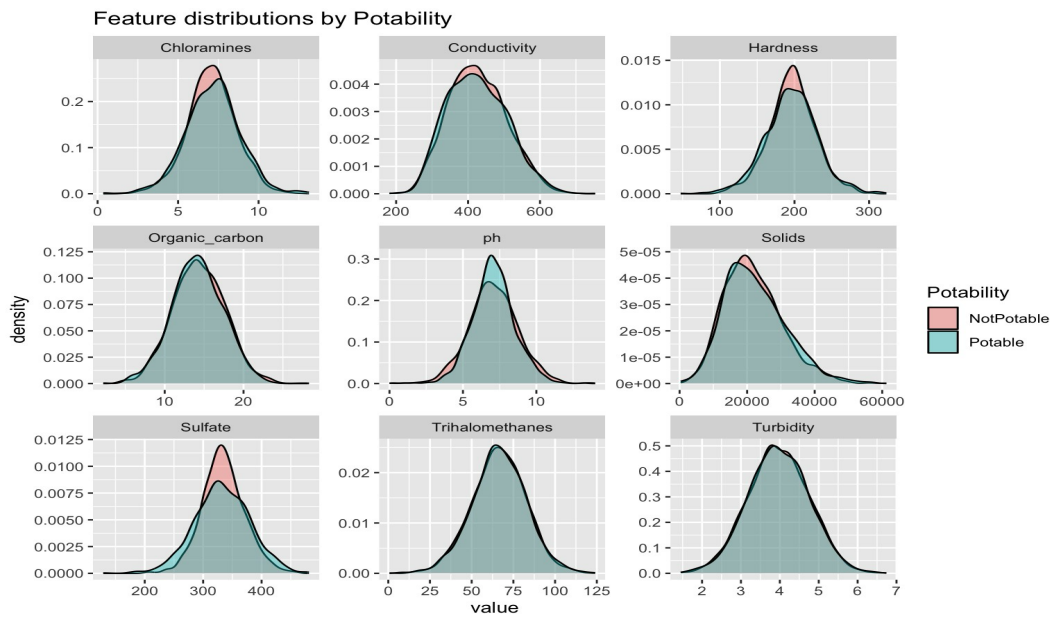 Feature distributions by Potability
Chloramines
Conductivity
Hardness
0.2
0.1
0.0
0 5 10
0.004
0.003
0.002
0.001
0.000
200 400 600
0.015
0.010
0.005
0.000
100 200 300
Organic_carbon
ph
Solids
0.125
0.100
0.075
0.050
0.025
0.000
10 20
0.3
0.2
0.1
0.0
0 5 10
5e-05
4e-05
3e-05
2e-05
1e-05
0e+00
0 20000 40000 60000
Sulfate
Trihalomethanes
Turbidity
0.0125
0.0100
0.0075
0.0050
0.0025
0.0000
200 300 400
0.02
0.01
0.00
0 25 50 75 100 125
0.5
0.4
0.3
0.2
0.1
0.0
2 3 4 5 6 7
density
value
Potability
NotPotable
Potable